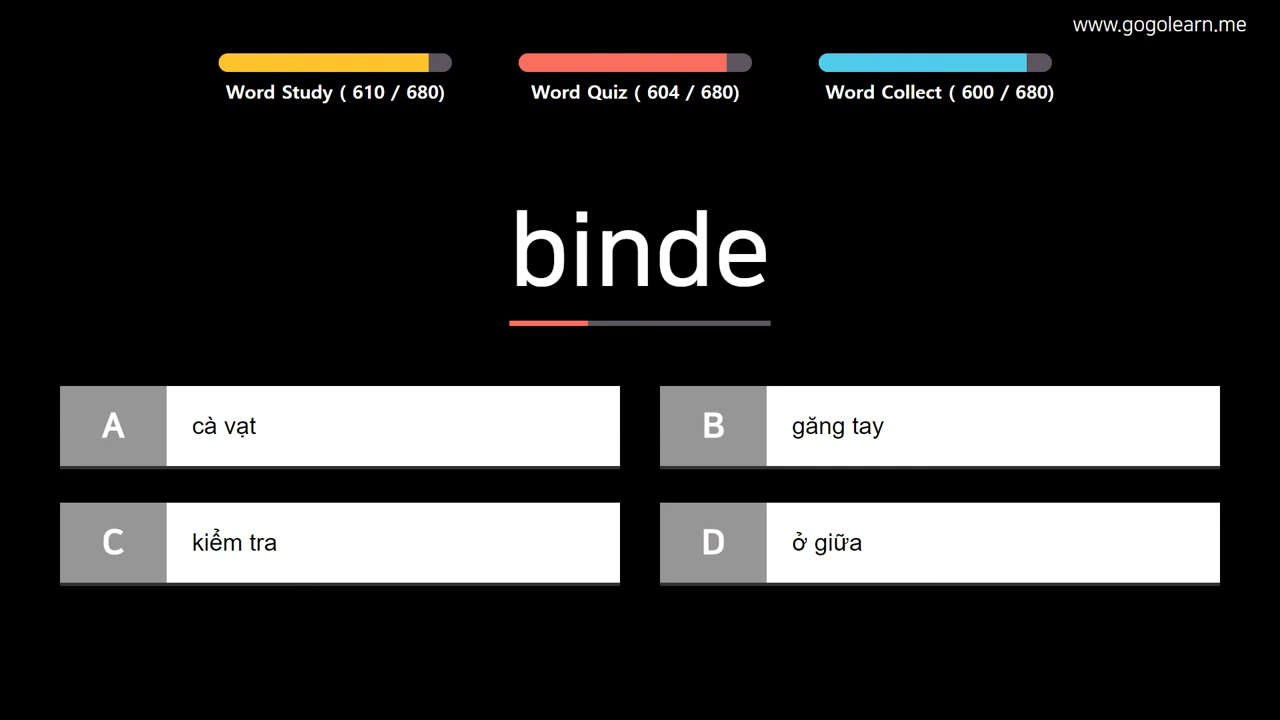 www.gogolearn.me
Word Study ( 610 / 680)
Word Quiz ( 604 / 680)
Word Collect ( 600 / 680)
binde
A cà vạt
B găng tay
C kiểm tra
D ở giữa